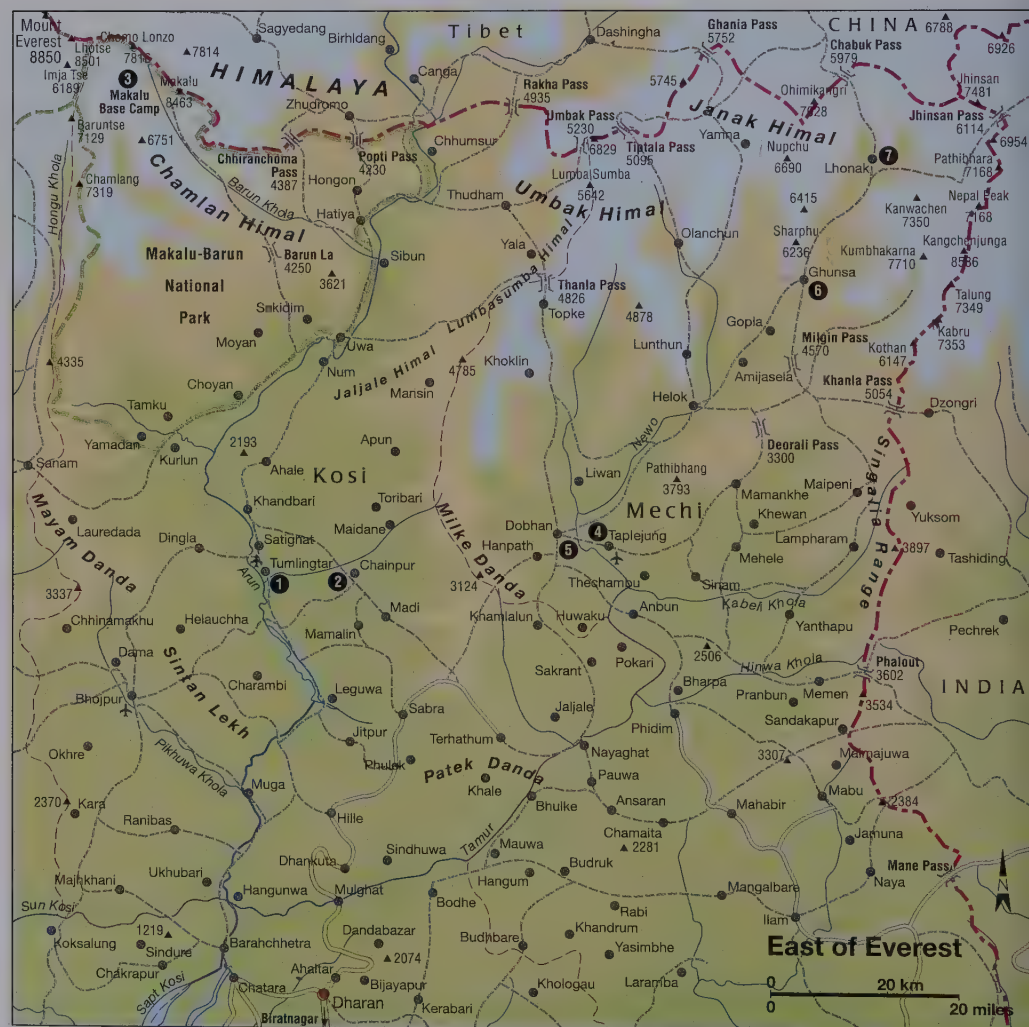 Mount
Everest
8850
Lhotse
8501
Imja Tse
6189
Chomo Lonzo
7816
7814
3
Makalu
Base Camp
Makalu
8463
Baruntse
7129
6751
Chamlang
7319
Hongu Khola
HIMALAYA
Sagyedang
Birhldang
Tibet
Dashingha
Ghania Pass
5752
CHINA
Chabuk Pass
5979
6788
6926
Canga
Zhudromo
Rakha Pass
4935
5745
Ohimikangri
7828
Jhinsan
7481
Jhinsan Pass
6114
6954
Umbak Pass
5230
6829
Tiptala Pass
5095
Janak Himal
Yamna
Nupchu
6690
7
Lhonak
Pathibhara
7168
Chhiranchoma
Pass
4387
Popti Pass
4230
Chhumsur
Chamlan Himal
Barun Khola
Hongon
Hatiya
Thudham
Lumba Sumba
5642
Umbak Himal
6415
Kanwachen
7350
Nepal Peak
7168
Makalu-Barun
National
Park
Barun La
4250
3621
Sibun
Yala
Olanchun
Sharphu
6236
Kumbhakarna
7710
Kangchenjunga
8586
Ghunsa
6
Lumbasumba Himal
Thanla Pass
4826
Topke
4878
Talung
7349
Kabru
7353
Sekidim
Moyan
Uwa
Gopla
Milgin Pass
4570
Kothan
6147
4335
Num
Jaljale Himal
4785
Khoklin
Lunthun
Amijasela
Khanla Pass
5054
Choyan
Mansin
Helok
Dzongri
Tamku
Yamadan
Kurlun
2193
Ahale
Apun
Kosi
Newo
Deorali Pass
3300
Singalla Range
Sanam
Liwan
Pathibhang
3793
Mamankhe
Maipeni
Khandbari
Toribari
Mechi
Khewan
Yuksom
Mayam Danda
Lauredada
Dingla
Satighat
Maidane
Milke Danda
Dobhan
4
Taplejung
Lampharam
3897
Tashiding
Tumlingtar
1
2
Chainpur
Hanpath
5
Mehele
Arun
3124
Thechambu
Sinam
3337
Madi
Khamlalun
Huwaku
Anbun
Kabeli Khola
Yanthapu
Pechrek
Chhinamakhu
Helauchha
Mamalin
Pokari
2506
Dama
Sintan Lekh
Charambi
Sakrant
Hinwa Khola
Phalout
3602
INDIA
Bhojpur
Leguwa
Bharpa
Pranbun
Memen
3534
Sabra
Jaljale
Phidim
Sandakapur
Okhre
Pikhuwa Khola
Jitpur
Terhathum
Nayaghat
3307
Maimajuwa
Phulek
Patek Danda
Pauwa
Muga
Khale
Bhulke
Ansaran
Mahabir
Mabu
2384
2370
Kara
Hille
Chamaita
2281
Ranibas
Tamur
Jamuna
Dhankuta
Sindhuwa
Mauwa
Budruk
Mane Pass
Majhkhani
Ukhubari
Hangum
Naya
N
Sun Kosi
Hangunwa
Mulghat
Bodhe
Mangalbare
Rabi
Ilam
Koksalung
1219
Sindure
Barahchhetra
Dandabazar
2074
Budhbare
Khandrum
Yasimbhe
East of Everest
Chakrapur
Sapt Kosi
Chatara
Ahaltar
Bijayapur
Laramba
Dharan
Kerabari
Khologau
0
20 km
Biratnagar
0
20 miles